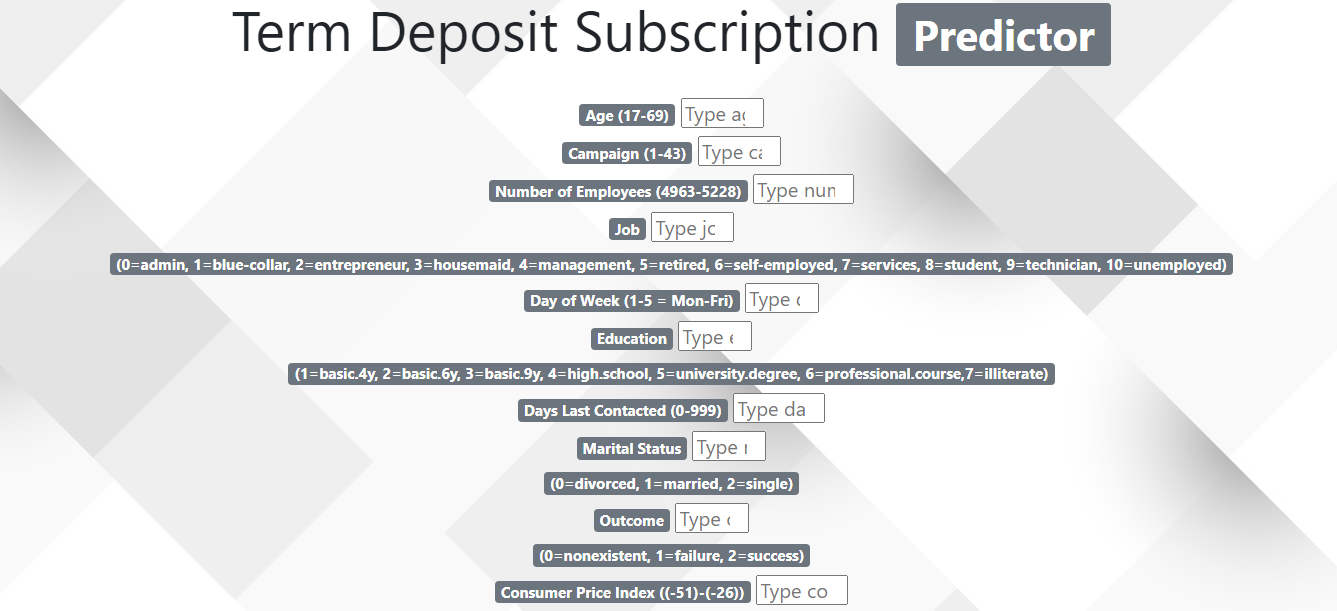 Term Deposit Subscription Predictor
Age (17-69) Type ag
Campaign (1-43) Type ca
Number of Employees (4963-5228) Type num
Job Type jo
(0=admin, 1=blue-collar, 2=entrepreneur, 3=housemaid, 4=management, 5=retired, 6=self-employed, 7=services, 8=student, 9=technician, 10=unemployed)
Day of Week (1-5 = Mon-Fri) Type
Education Type
(1=basic.4y, 2=basic.6y, 3=basic.9y, 4=high.school, 5=university.degree, 6=professional.course,7=illiterate)
Days Last Contacted (0-999) Type da
Marital Status Type
(0=divorced, 1=married, 2=single)
Outcome Type
(0=nonexistent, 1=failure, 2=success)
Consumer Price Index ((-51)-(-26)) Type co